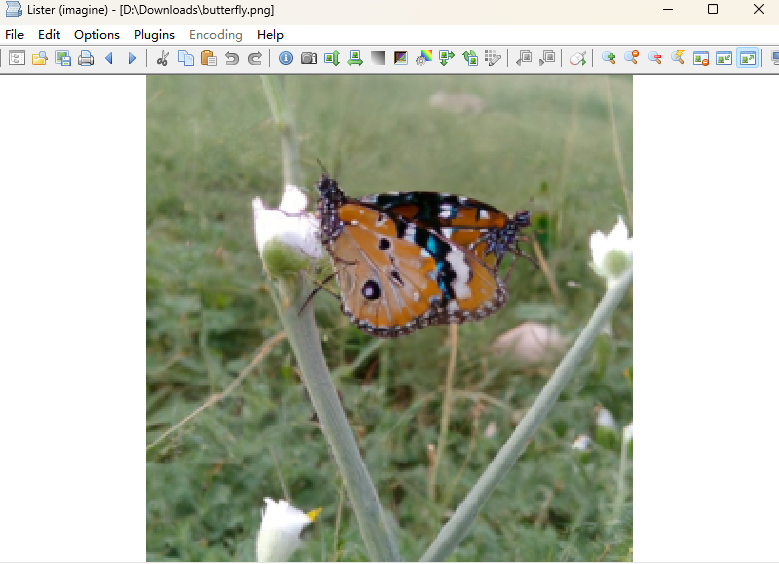 Lister (imagine) - [D:\Downloads\butterfly.png]
File Edit Options Plugins Encoding Help